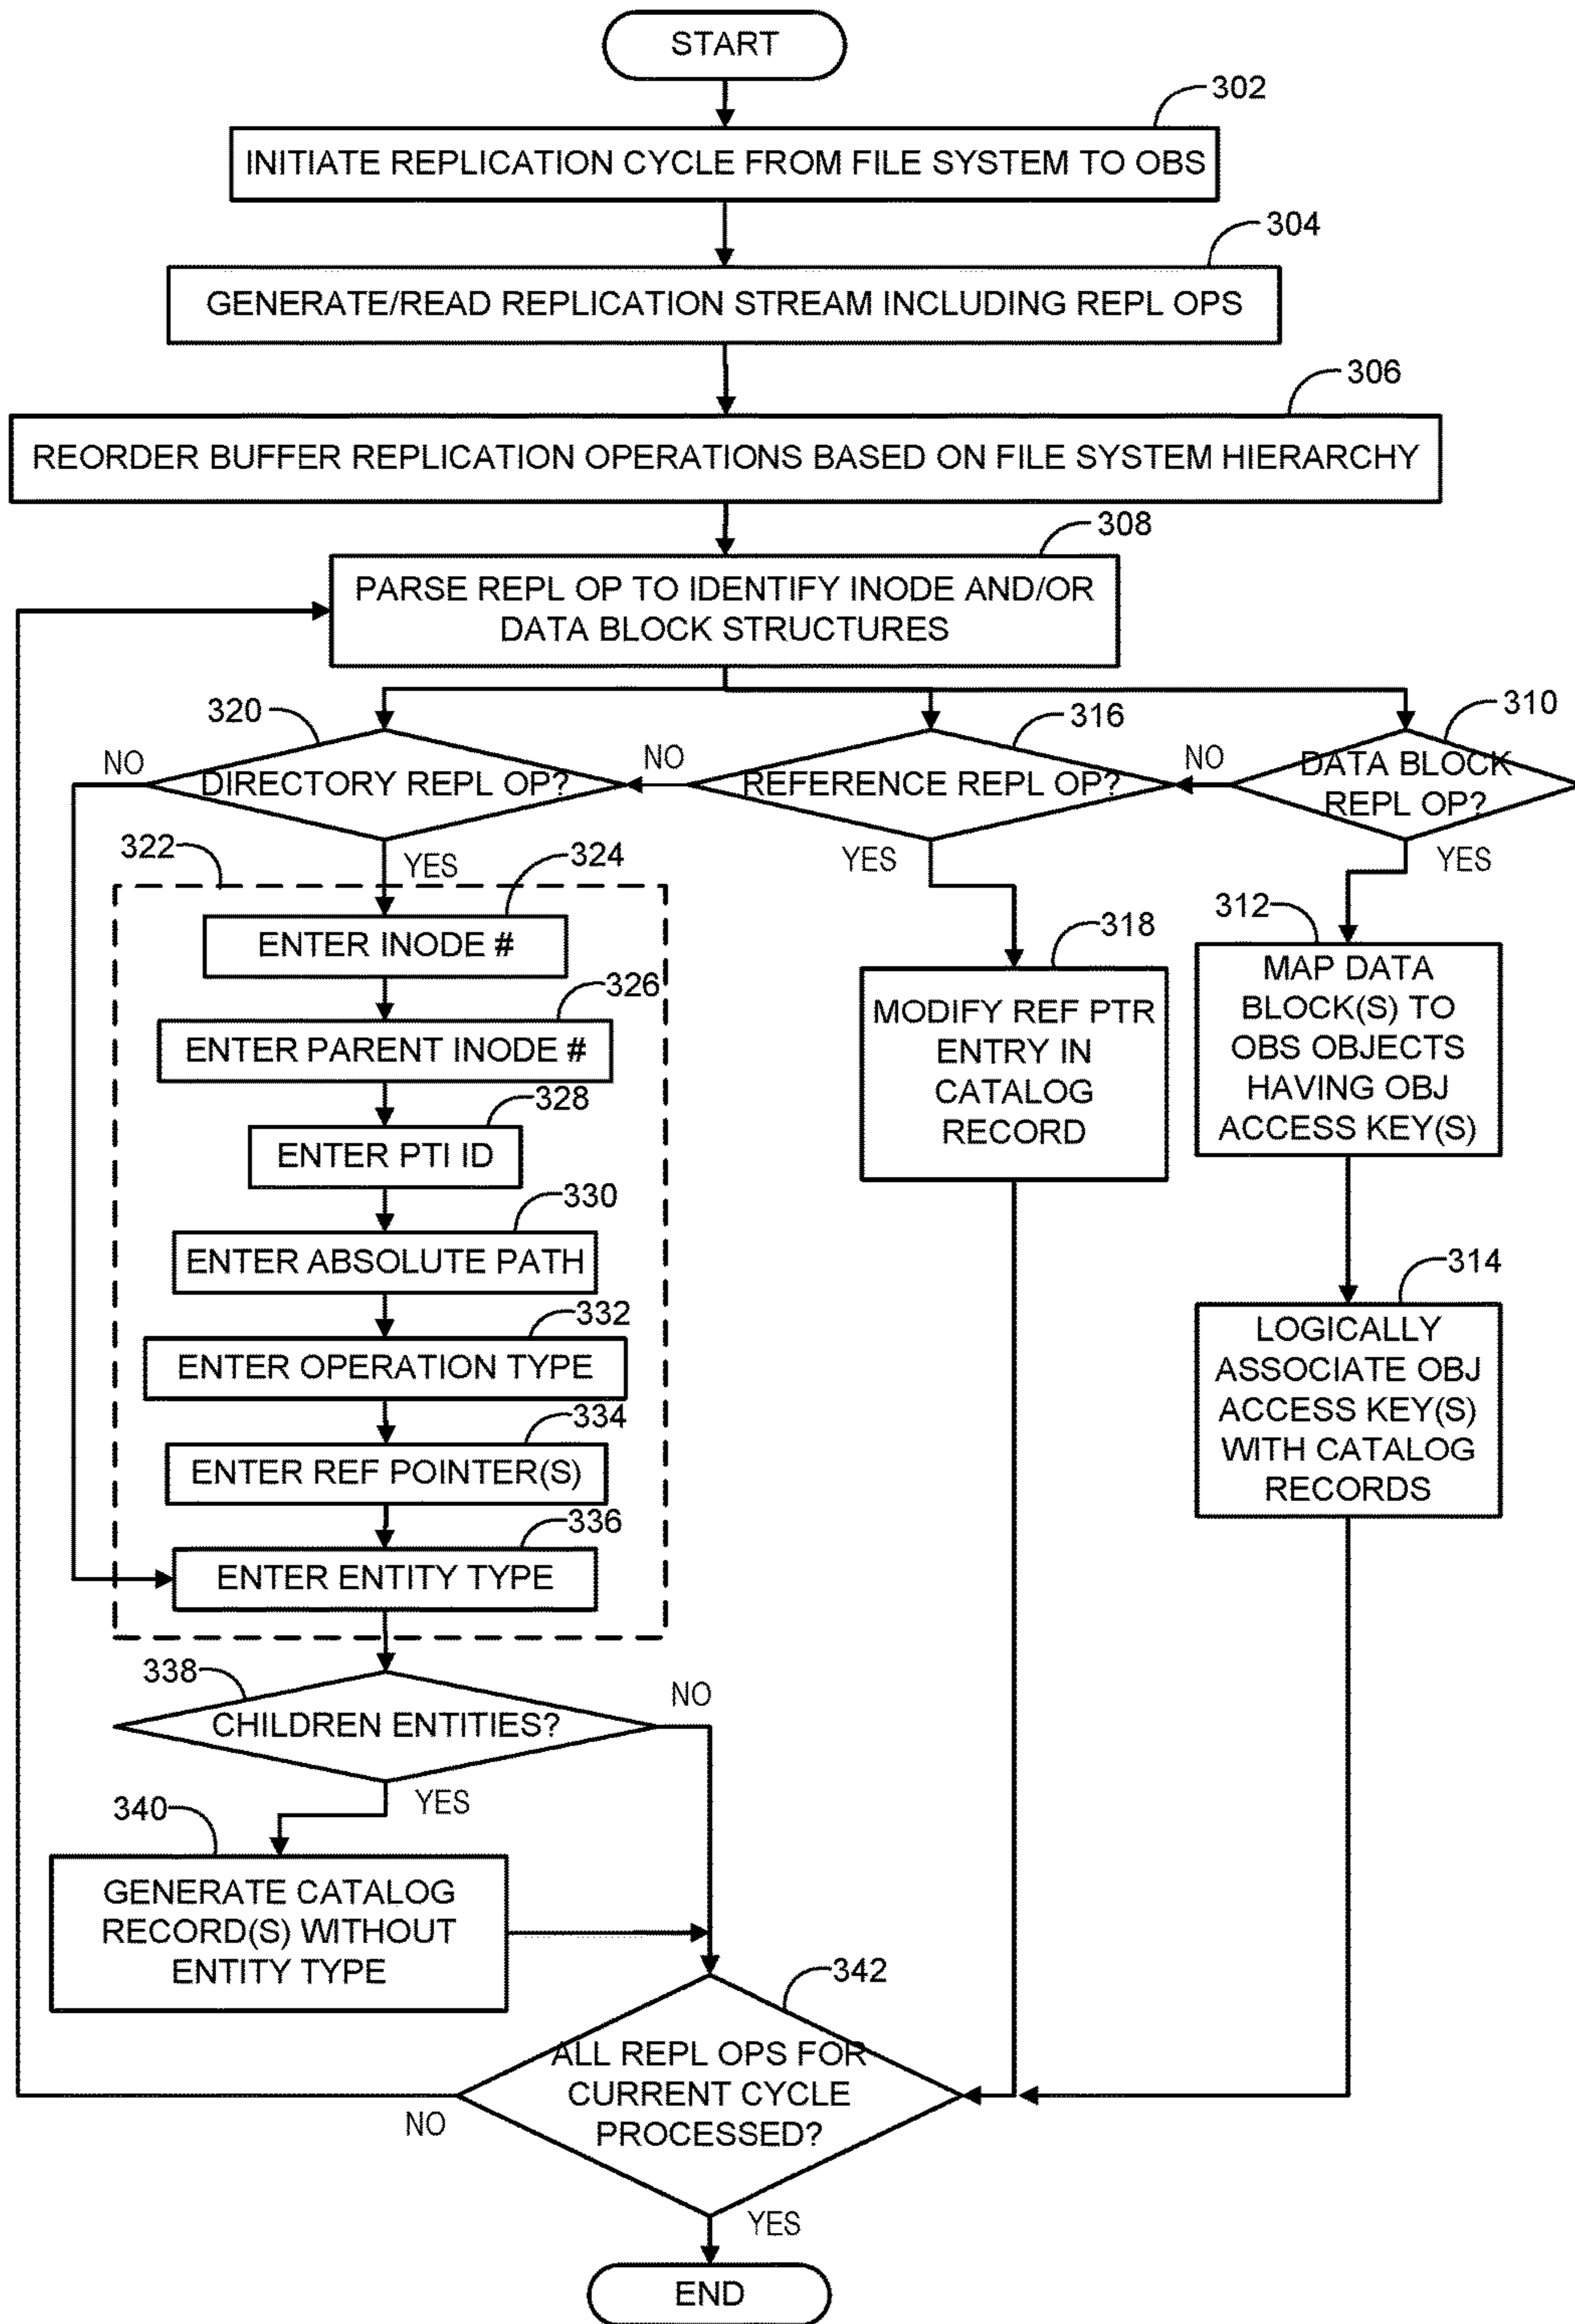 START
302
INITIATE REPLICATION CYCLE FROM FILE SYSTEM TO OBS
304
GENERATE/READ REPLICATION STREAM INCLUDING REPL OPS
306
REORDER BUFFER REPLICATION OPERATIONS BASED ON FILE SYSTEM HIERARCHY
308
PARSE REPL OP TO IDENTIFY INODE AND/OR
DATA BLOCK STRUCTURES
320
316
310
NO
DIRECTORY REPL OP?
NO
REFERENCE REPL OP?
NO
DATA BLOCK
REPL OP?
YES
YES
YES
322
324
ENTER INODE #
326
ENTER PARENT INODE #
328
ENTER PTI ID
330
ENTER ABSOLUTE PATH
332
ENTER OPERATION TYPE
334
ENTER REF POINTER(S)
336
ENTER ENTITY TYPE
318
MODIFY REF PTR
ENTRY IN
CATALOG
RECORD
312
MAP DATA
BLOCK(S) TO
OBS OBJECTS
HAVING OBJ
ACCESS KEY(S)
314
LOGICALLY
ASSOCIATE OBJ
ACCESS KEY(S)
WITH CATALOG
RECORDS
338
CHILDREN ENTITIES?
NO
YES
340
GENERATE CATALOG
RECORD(S) WITHOUT
ENTITY TYPE
342
ALL REPL OPS FOR
CURRENT CYCLE
PROCESSED?
NO
YES
END